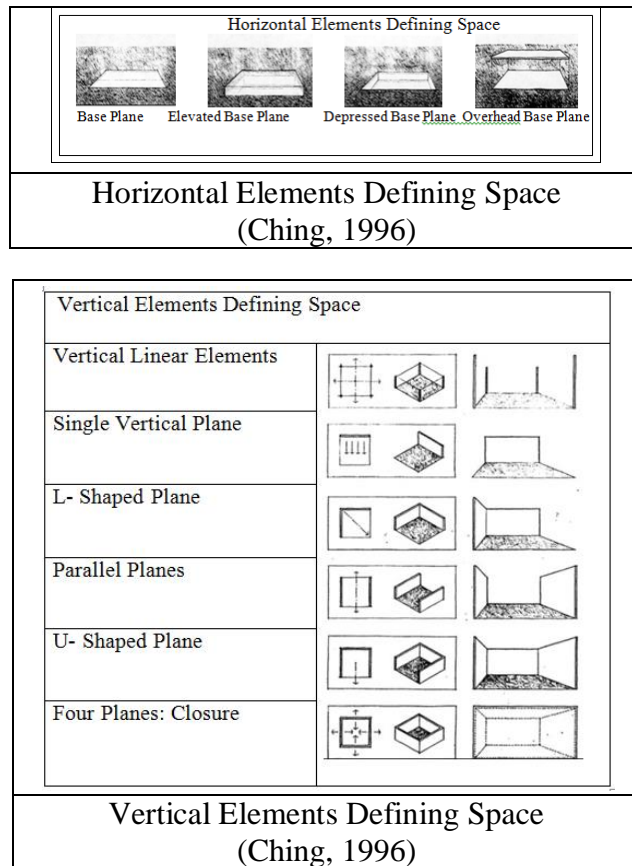 Horizontal Elements Defining Space
Base Plane Elevated Base Plane Depressed Base Plane Overhead Base Plane
Horizontal Elements Defining Space
(Ching, 1996)
Vertical Elements Defining Space
Vertical Linear Elements
Single Vertical Plane
L- Shaped Plane
Parallel Planes
U- Shaped Plane
Four Planes: Closure
Vertical Elements Defining Space
(Ching, 1996)